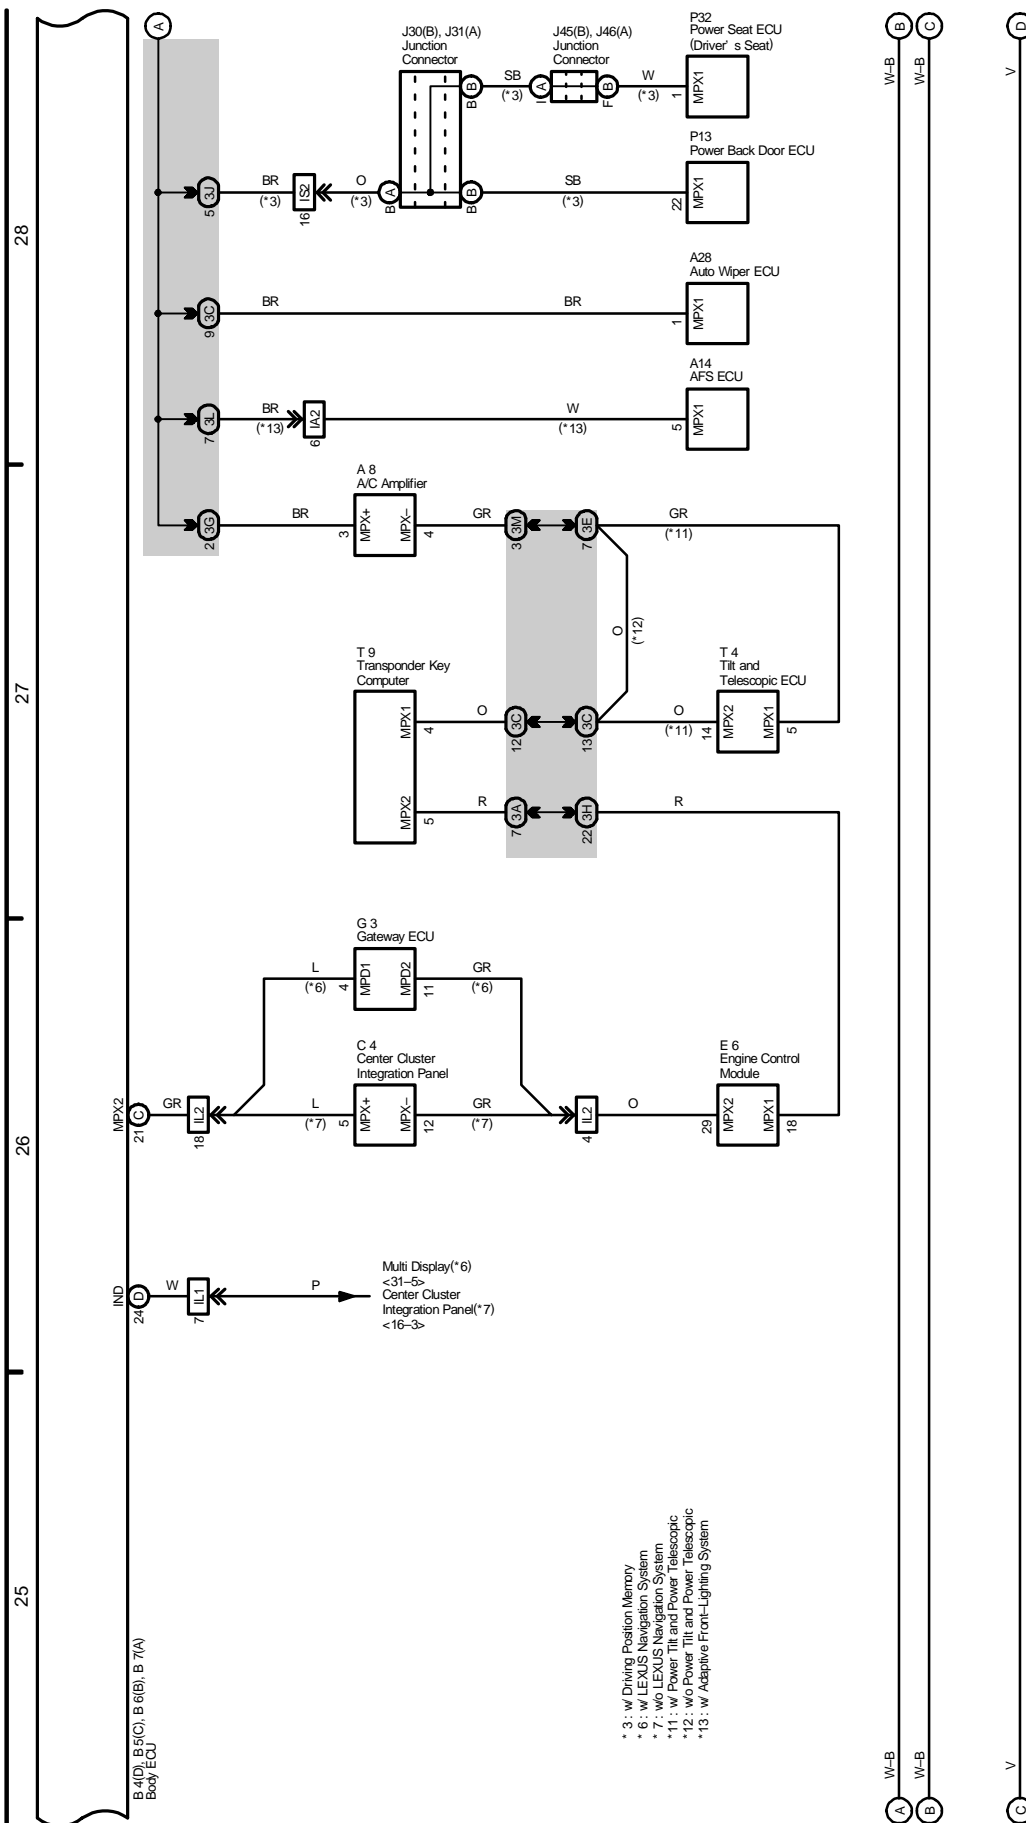 A
J30(B), J31(A)
Junction
Connector
J45(B), J46(A)
Junction
Connector
P32
Power Seat ECU
(Driver's Seat)
B
B
SB
(*3)
A
I
B
F
W
(*3)
1
MPX1
P13
Power Back Door ECU
3J
5
BR
(*3)
IS2
16
O
(*3)
A
B
B
B
SB
(*3)
22
MPX1
28
A28
Auto Wiper ECU
3C
9
BR
BR
1
MPX1
A14
AFS ECU
3L
7
BR
(*13)
IA2
6
W
(*13)
5
MPX1
A 8
A/C Amplifier
3G
2
BR
3
MPX+
MPX–
4
GR
3M
3
3E
7
GR
(*11)
O
(*12)
27
T 9
Transponder Key
Computer
T 4
Tilt and
Telescopic ECU
MPX1
4
O
3C
12
3C
13
O
(*11)
14
MPX2
MPX1
5
MPX2
5
R
3A
7
3H
22
R
G 3
Gateway ECU
L
(*6)
4
MPD1
MPD2
11
GR
(*6)
C 4
Center Cluster
Integration Panel
E 6
Engine Control
Module
MPX2
C
21
GR
IL2
18
L
(*7)
5
MPX+
MPX–
12
GR
(*7)
IL2
4
O
29
MPX2
MPX1
18
26
IND
D
24
W
IL1
7
P
Multi Display(*6)
<31–5>
Center Cluster
Integration Panel(*7)
<16–3>
25
B 4(D), B 5(C), B 6(B), B 7(A)
Body ECU
* 3 : w/ Driving Position Memory
* 6 : w/ LEXUS Navigation System
* 7 : w/o LEXUS Navigation System
*11 : w/ Power Tilt and Power Telescopic
*12 : w/o Power Tilt and Power Telescopic
*13 : w/ Adaptive Front–Lighting System
B
C
D
W–B
W–B
V
W–B
W–B
V
A
B
C